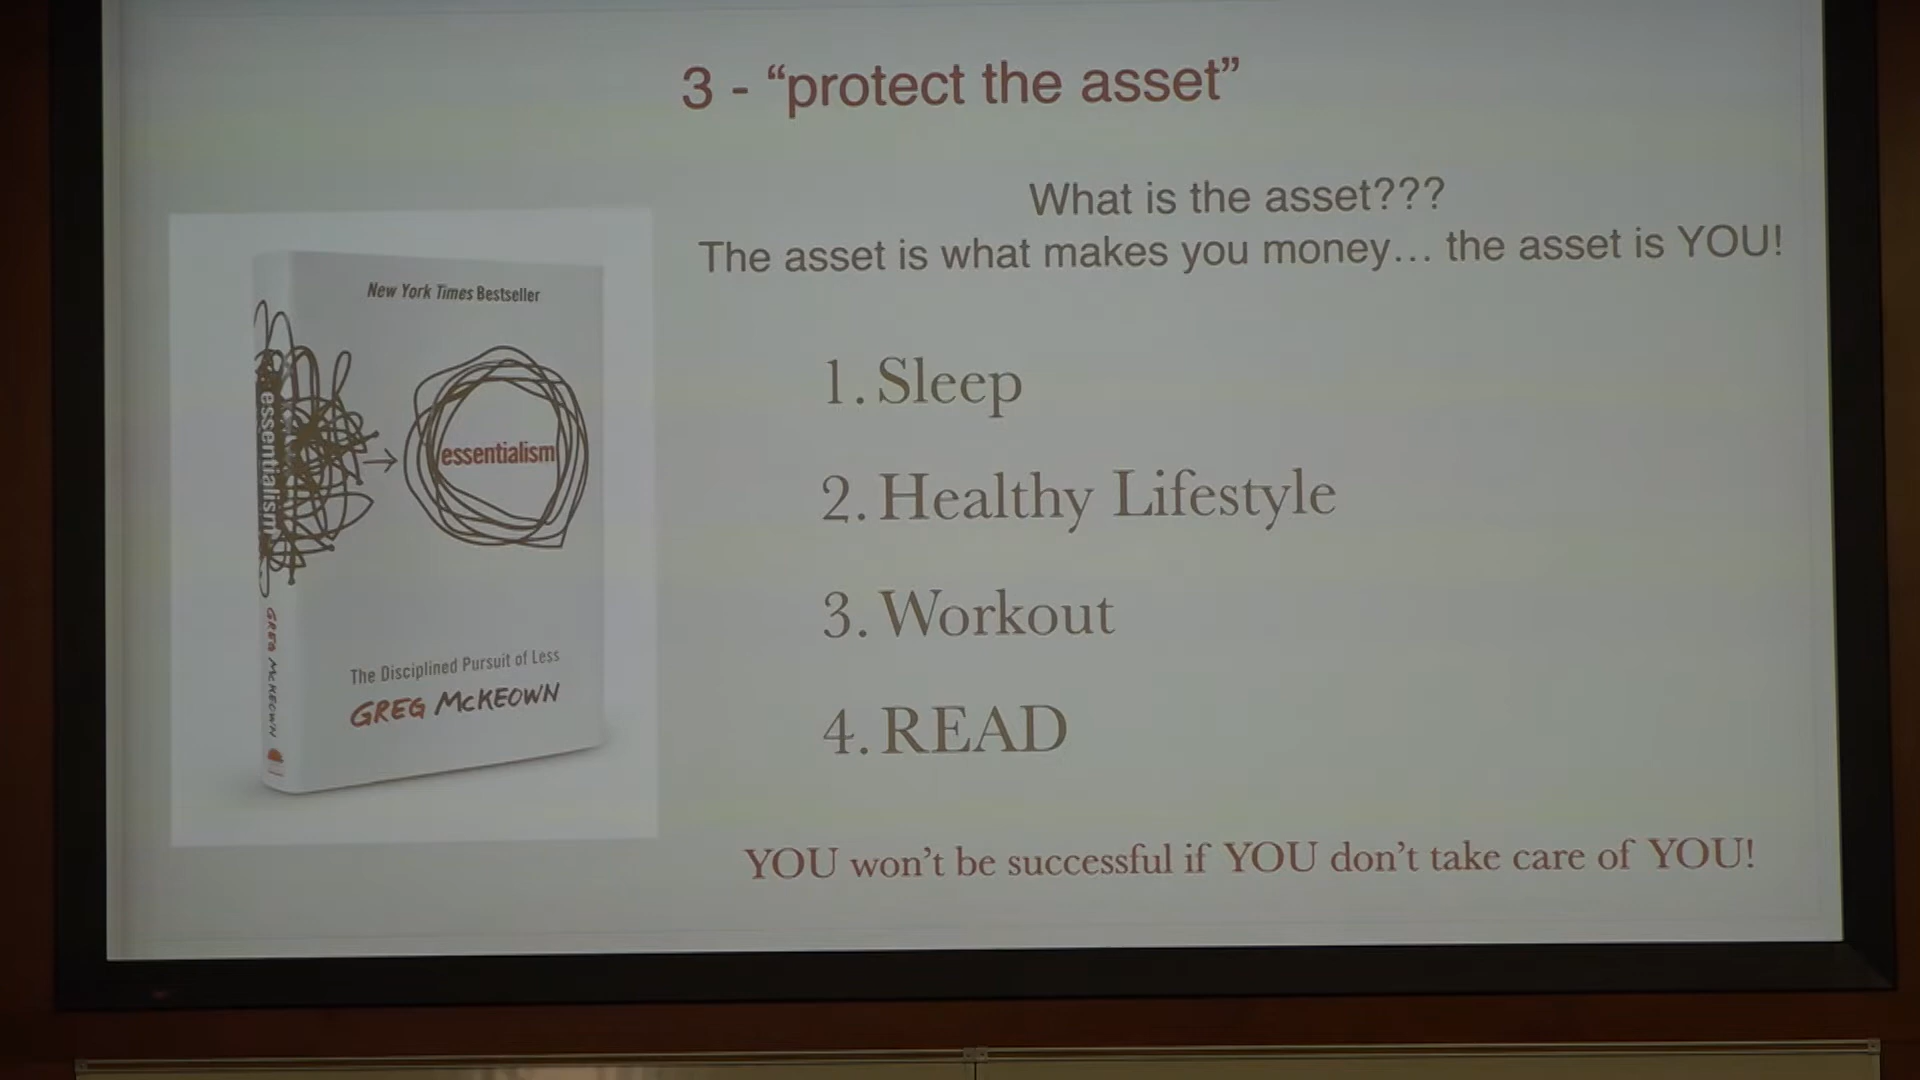 3 - “protect the asset”
What is the asset???
The asset is what makes you money... the asset is YOU!
New York Times Bestseller
essentialism
essentialism
The Disciplined Pursuit of Less
GREG McKEOWN
GREG McKEOWN
1. Sleep
2. Healthy Lifestyle
3. Workout
4. READ
YOU won’t be successful if YOU don’t take care of YOU!